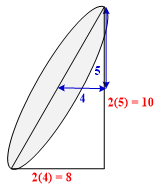 5
4
2(5) = 10
2(4) = 8